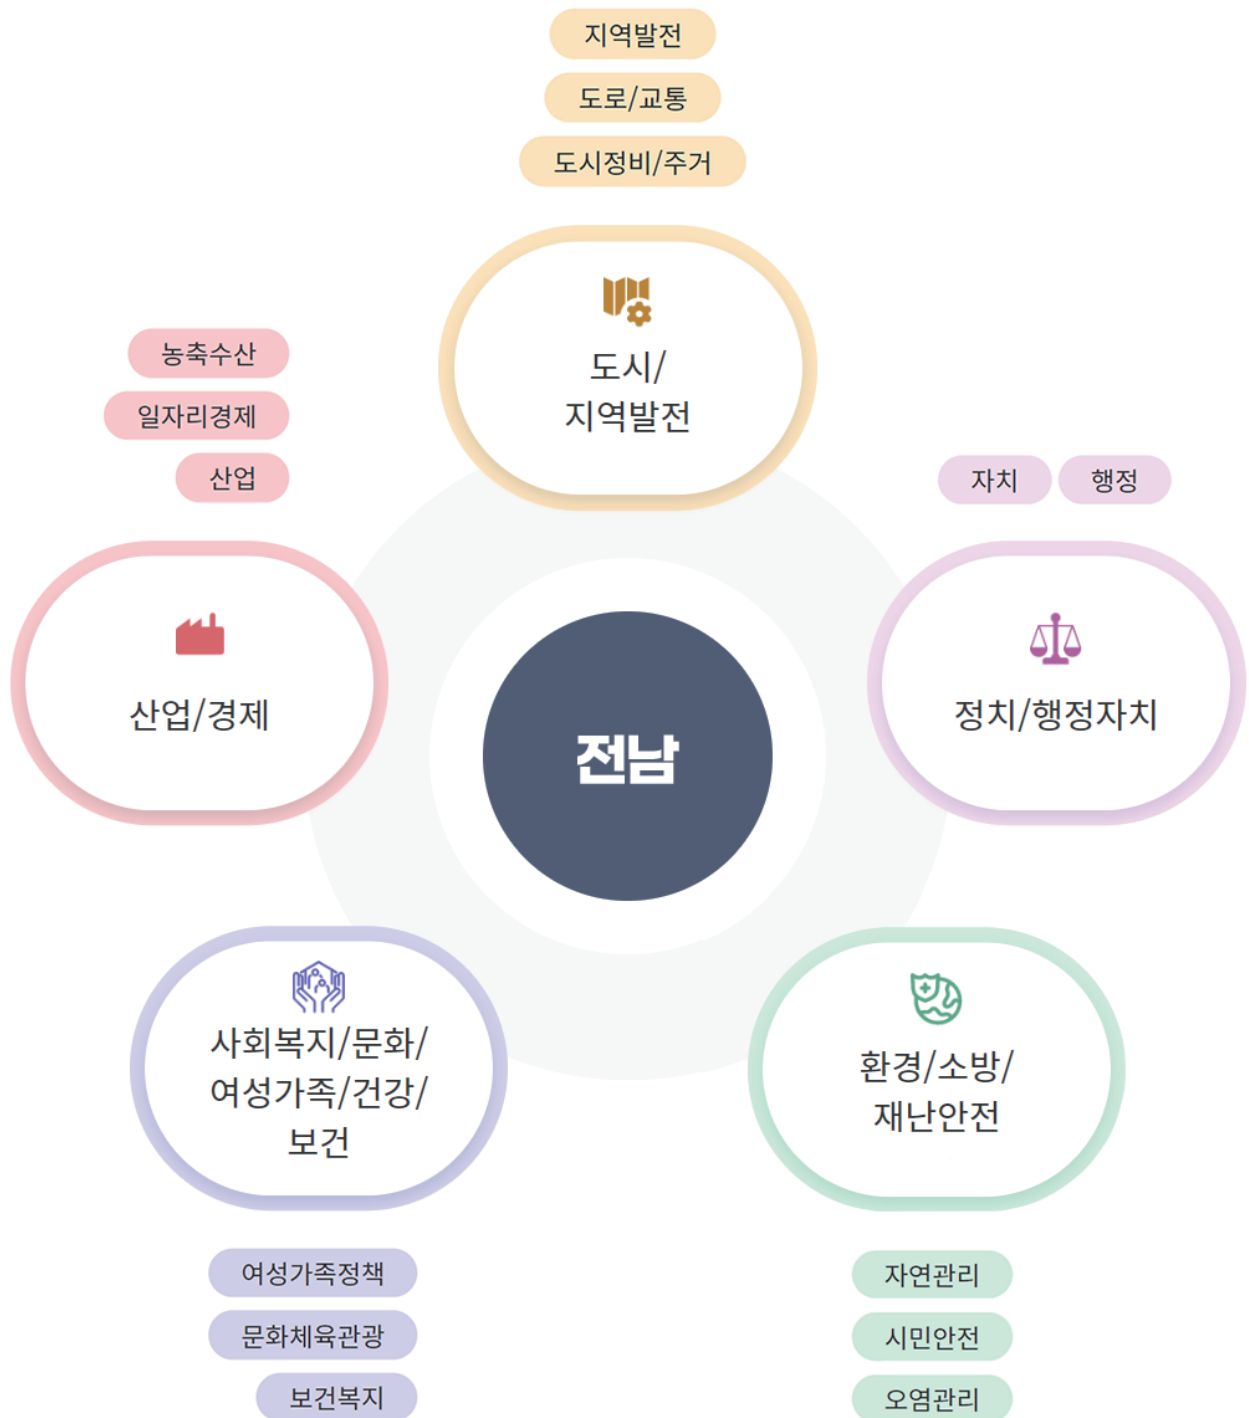 지역발전
도로/교통
도시정비/주거
도시/
지역발전
농축수산
일자리경제
산업
산업/경제
자치
행정
정치/행정자치
전남
사회복지/문화/
여성가족/건강/
보건
여성가족정책
문화체육관광
보건복지
환경/소방/
재난안전
자연관리
시민안전
오염관리